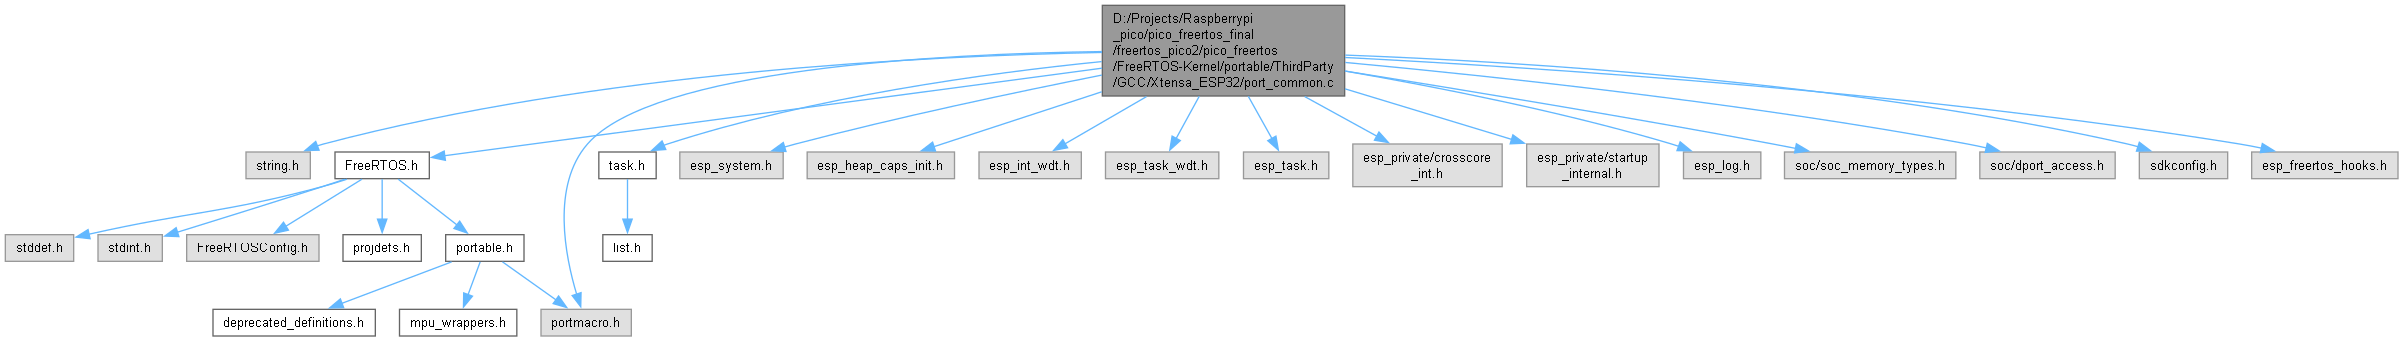 D:/Projects/Raspberrypi
_pico/pico_freertos_final
/freertos_pico2/pico_freertos
/FreeRTOS-Kernel/portable/ThirdParty
/GCC/Xtensa_ESP32/port_common.c
string.h
FreeRTOS.h
task.h
esp_system.h
esp_heap_caps_init.h
esp_int_wdt.h
esp_task_wdt.h
esp_task.h
esp_private/crosscore
_int.h
esp_private/startup
_internal.h
esp_log.h
soc/soc_memory_types.h
soc/dport_access.h
sdkconfig.h
esp_freertos_hooks.h
stddef.h
stdint.h
FreeRTOSConfig.h
projdefs.h
portable.h
list.h
deprecated_definitions.h
mpu_wrappers.h
portmacro.h